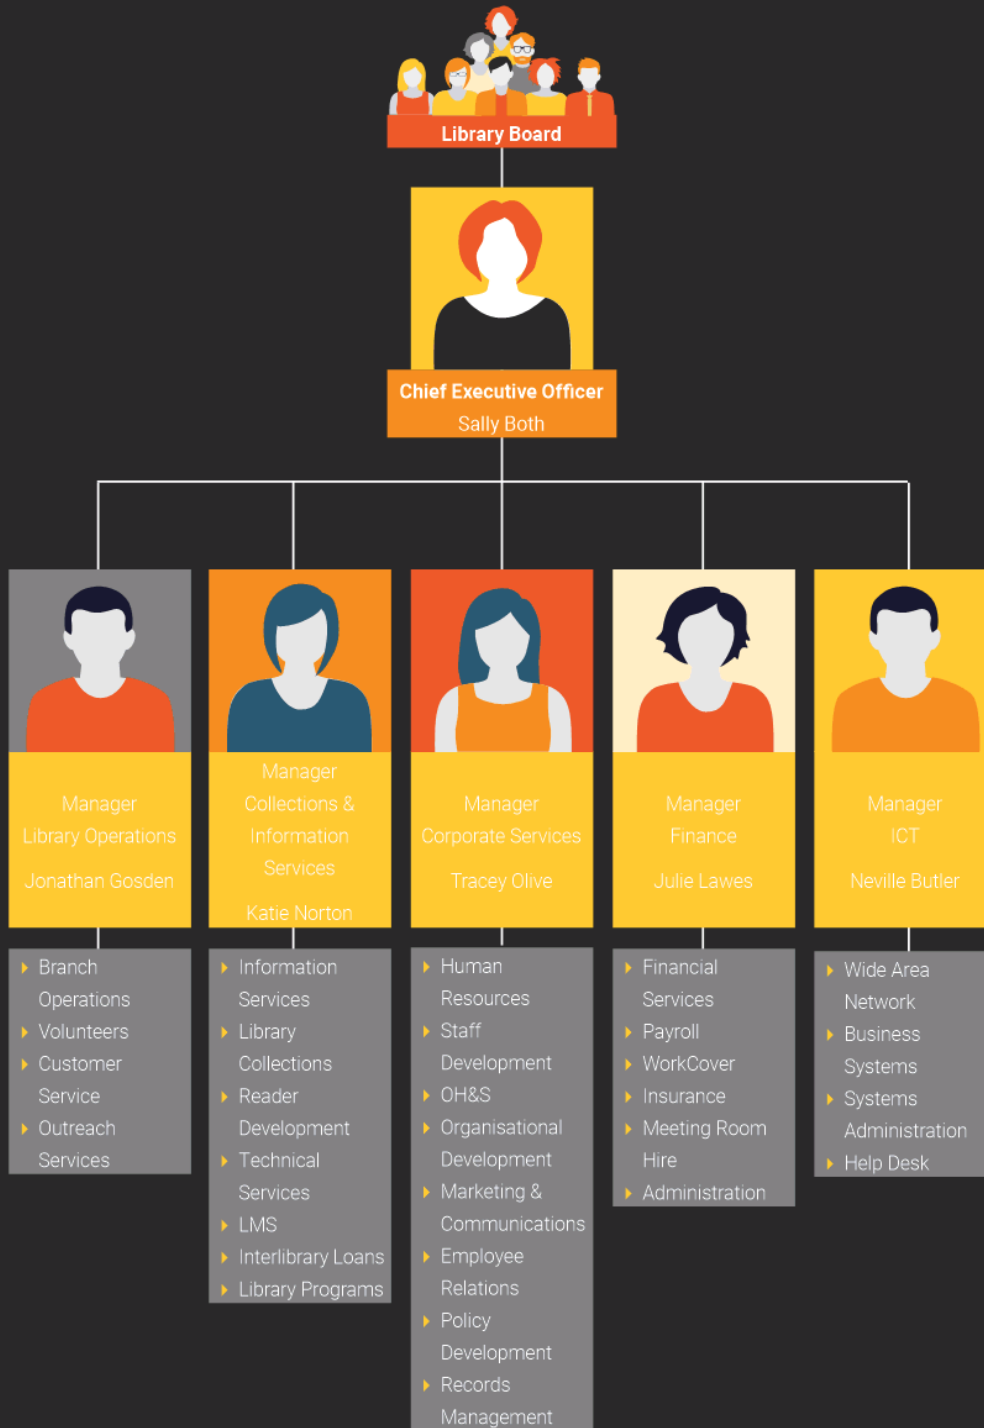 Library Board
Chief Executive Officer
Sally Both
Manager
Library Operations
Jonathan Gosden
Branch
Operations
Volunteers
Customer
Service
Outreach
Services
Manager
Collections &
Information
Services
Katie Norton
Information
Services
Library
Collections
Reader
Development
Technical
Services
LMS
Interlibrary Loans
Library Programs
Manager
Corporate Services
Tracey Olive
Human
Resources
Staff
Development
OH&S
Organisational
Development
Marketing &
Communications
Employee
Relations
Policy
Development
Records
Management
Manager
Finance
Julie Lawes
Financial
Services
Payroll
WorkCover
Insurance
Meeting Room
Hire
Administration
Manager
ICT
Neville Butler
Wide Area
Network
Business
Systems
Systems
Administration
Help Desk